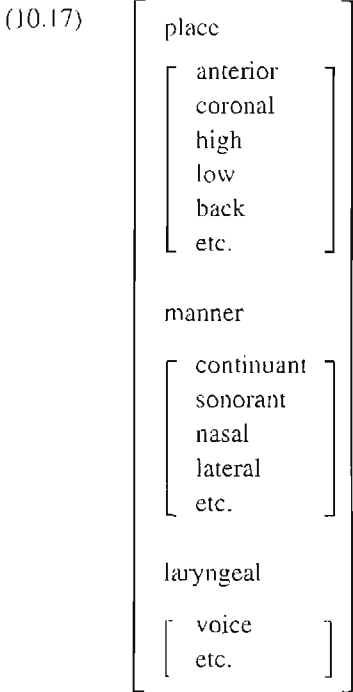 (10.17)
place
anterior
coronal
high
low
back
etc.
manner
continuant
sonorant
nasal
lateral
etc.
laryngeal
voice
etc.